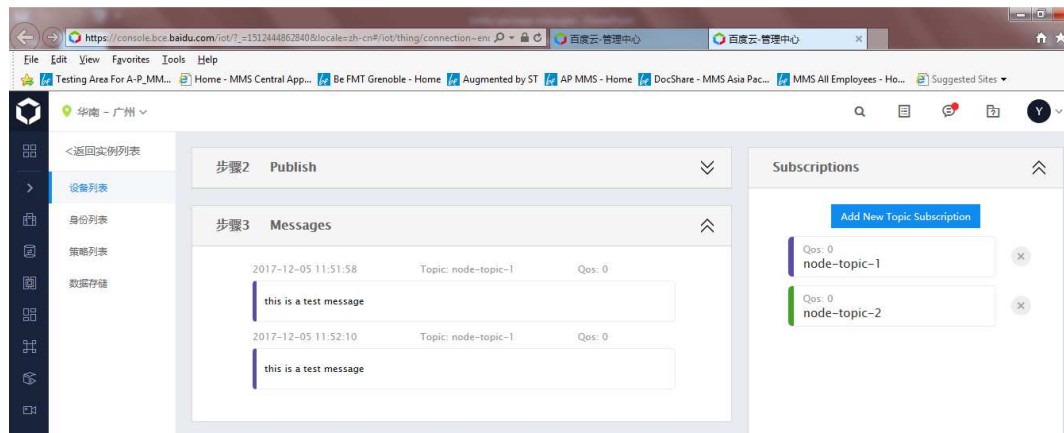 https://console.bce.baidu.com/iot/?_=1512444862840&locale=zh-cn#/iot/thing/connection~enc
百度云-管理中心
百度云-管理中心
File Edit View Favorites Tools Help
Testing Area For A-P_MM... Home - MMS Central App... Be FMT Grenoble - Home Augmented by ST AP MMS - Home DocShare - MMS Asia Pac... MMS All Employees - Ho... Suggested Sites
华南 - 广州
Y
<返回实例列表
设备列表
身份列表
策略列表
数据存储
步骤2 Publish
步骤3 Messages
2017-12-05 11:51:58 Topic: node-topic-1 Qos: 0
this is a test message
2017-12-05 11:52:10 Topic: node-topic-1 Qos: 0
this is a test message
Subscriptions
Add New Topic Subscription
Qos: 0
node-topic-1
Qos: 0
node-topic-2